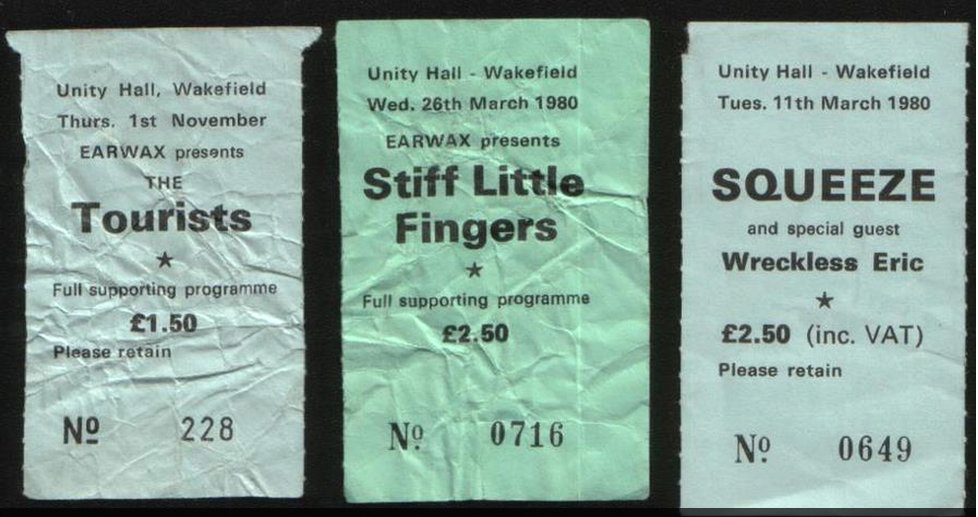 Unity Hall, Wakefield
Thurs. 1st November
EARWAX presents
THE
Tourists
★
Full supporting programme
£1.50
Please retain
Nº 228
Unity Hall - Wakefield
Wed. 26th March 1980
EARWAX presents
Stiff Little
Fingers
★
Full supporting programme
£2.50
Nº 0716
Unity Hall - Wakefield
Tues. 11th March 1980
SQUEEZE
and special guest
Wreckless Eric
★
£2.50 (inc. VAT)
Please retain
Nº 0649